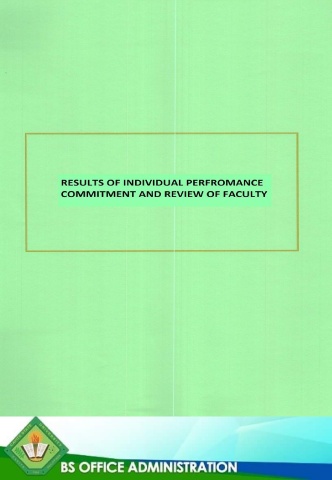 RESULTS OF INDIVIDUAL PERFROMANCE
COMMITMENT AND REVIEW OF FACULTY
BS OFFICE ADMINISTRATION